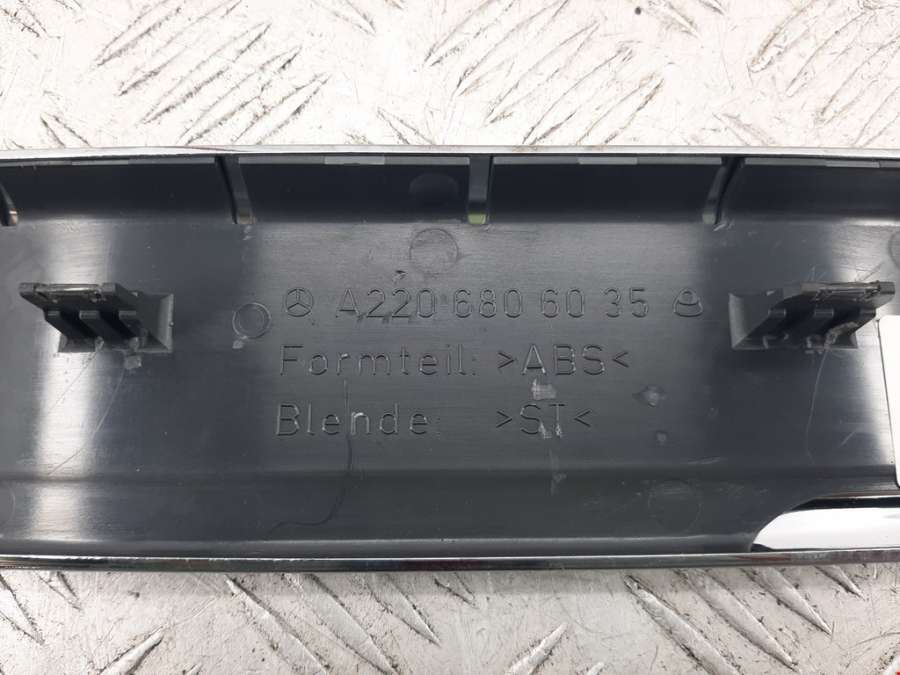 A220 680 60 35
Formteil: >ABS<
Blende: >ST<